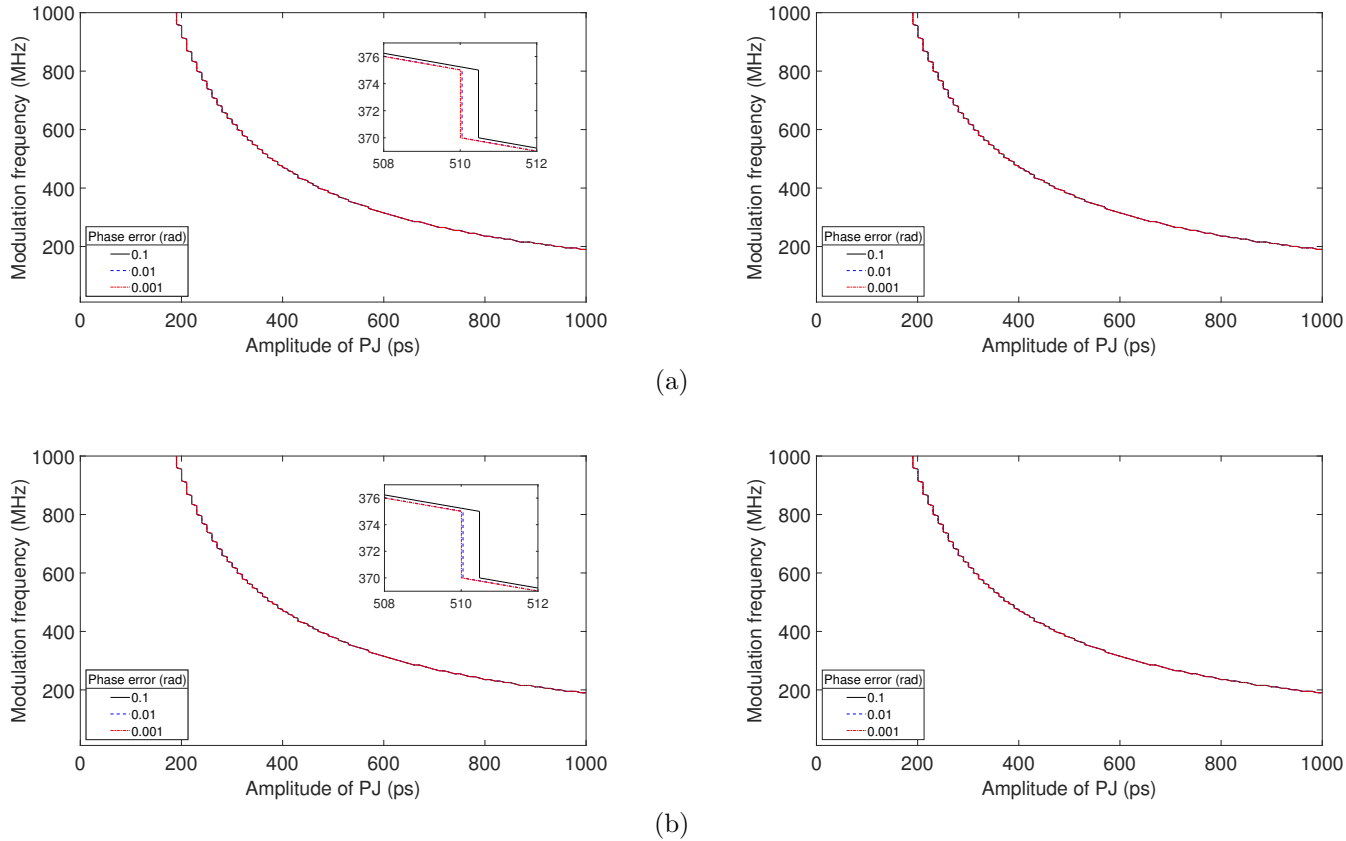 1000
800
600
400
200
Modulation frequency (MHz)
376
374
372
370
508 510 512
Phase error (rad)
0.1
0.01
0.001
0 200 400 600 800 1000
Amplitude of PJ (ps)
1000
800
600
400
200
Modulation frequency (MHz)
Phase error (rad)
0.1
0.01
0.001
0 200 400 600 800 1000
Amplitude of PJ (ps)
(a)
1000
800
600
400
200
Modulation frequency (MHz)
376
374
372
370
508 510 512
Phase error (rad)
0.1
0.01
0.001
0 200 400 600 800 1000
Amplitude of PJ (ps)
1000
800
600
400
200
Modulation frequency (MHz)
Phase error (rad)
0.1
0.01
0.001
0 200 400 600 800 1000
Amplitude of PJ (ps)
(b)